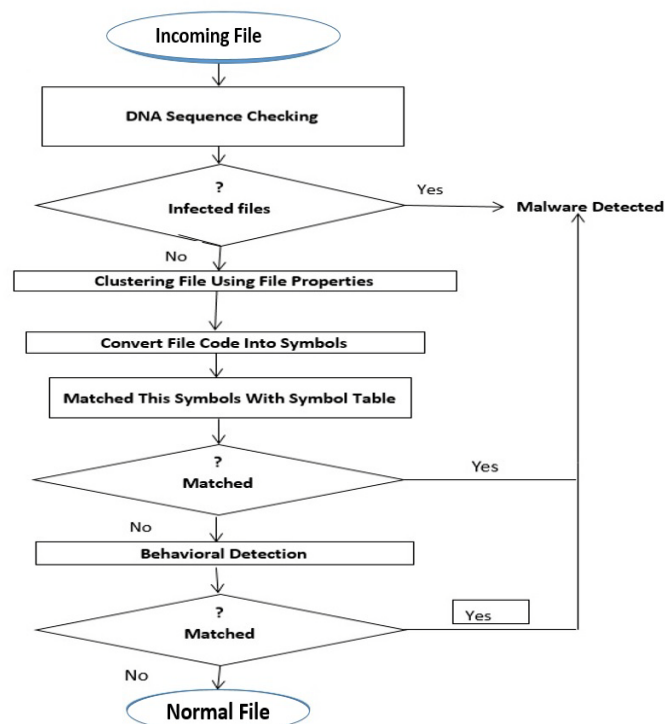 Incoming File
DNA Sequence Checking
?
Infected files
Yes
Malware Detected
No
Clustering File Using File Properties
Convert File Code Into Symbols
Matched This Symbols With Symbol Table
?
Matched
Yes
No
Behavioral Detection
?
Matched
Yes
No
Normal File